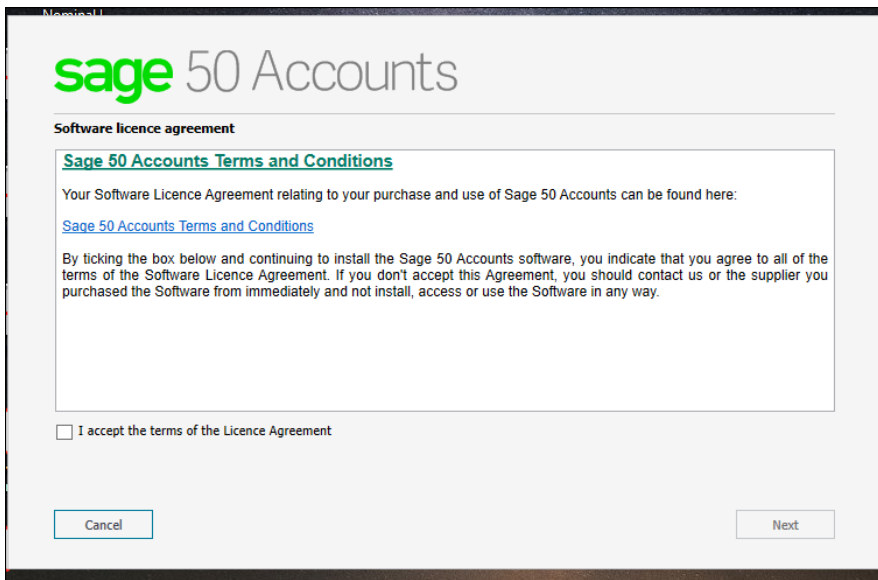 Nominal
sage 50 Accounts
Software licence agreement
Sage 50 Accounts Terms and Conditions
Your Software Licence Agreement relating to your purchase and use of Sage 50 Accounts can be found here:
Sage 50 Accounts Terms and Conditions
By ticking the box below and continuing to install the Sage 50 Accounts software, you indicate that you agree to all of the
terms of the Software Licence Agreement. If you don't accept this Agreement, you should contact us or the supplier you
purchased the Software from immediately and not install, access or use the Software in any way.
I accept the terms of the Licence Agreement
Cancel
Next